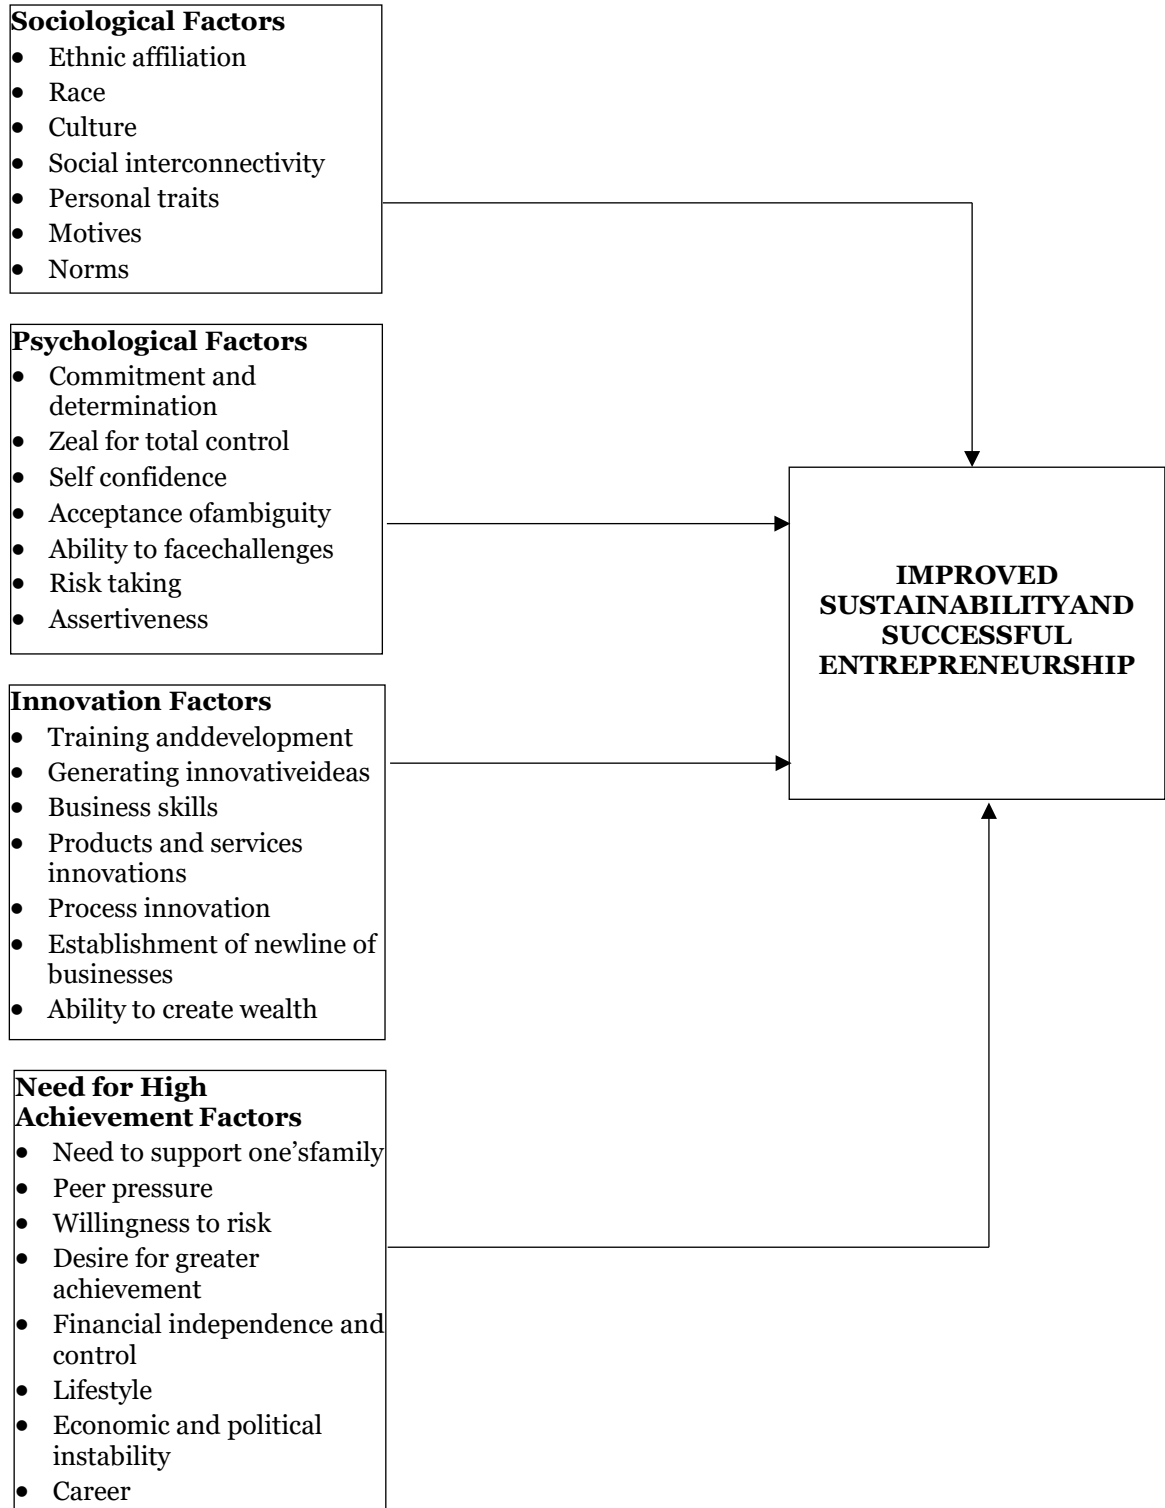 Sociological Factors
• Ethnic affiliation
• Race
• Culture
• Social interconnectivity
• Personal traits
• Motives
• Norms
Psychological Factors
• Commitment and
determination
• Zeal for total control
• Self confidence
• Acceptance ofambiguity
• Ability to facechallenges
• Risk taking
• Assertiveness
IMPROVED
SUSTAINABILITYAND
SUCCESSFUL
ENTREPRENEURSHIP
Innovation Factors
• Training anddevelopment
• Generating innovativeideas
• Business skills
• Products and services
innovations
• Process innovation
• Establishment of newline of
businesses
• Ability to create wealth
Need for High
Achievement Factors
• Need to support one’sfamily
• Peer pressure
• Willingness to risk
• Desire for greater
achievement
• Financial independence and
control
• Lifestyle
• Economic and political
instability
• Career